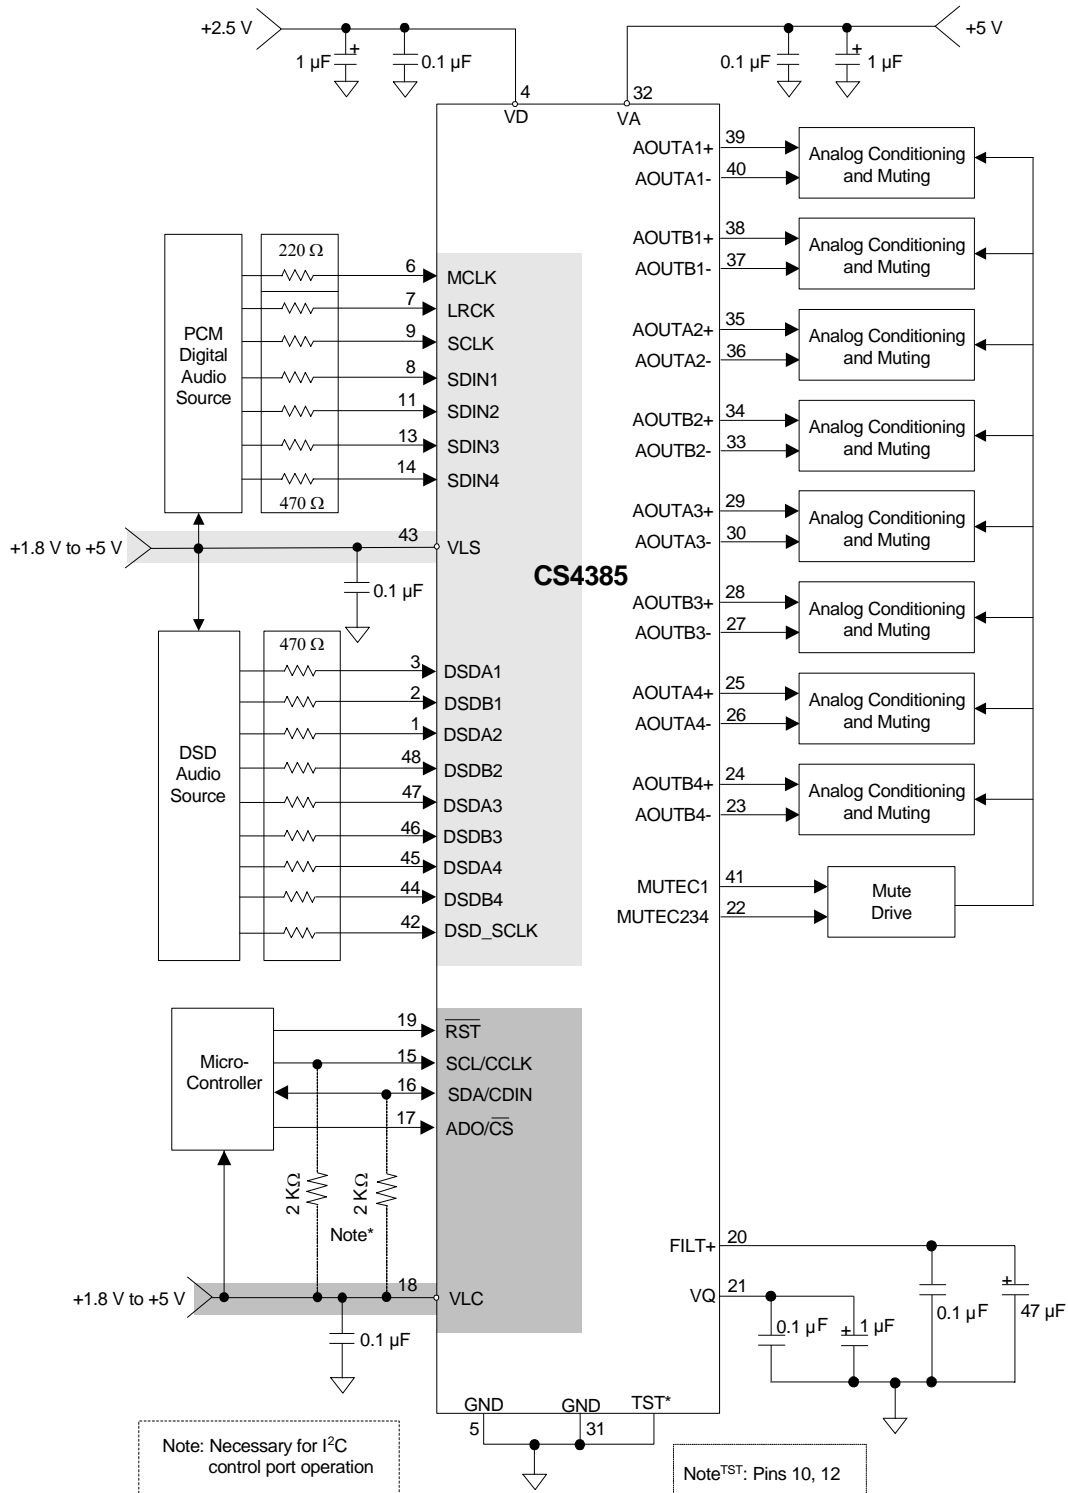 +2.5 V
+5 V
1 µF
+
0.1 µF
0.1 µF
+
1 µF
4
32
VD
VA
AOUTA1+
39
AOUTA1-
40
Analog Conditioning
and Muting
AOUTB1+
38
AOUTB1-
37
Analog Conditioning
and Muting
AOUTA2+
35
AOUTA2-
36
Analog Conditioning
and Muting
AOUTB2+
34
AOUTB2-
33
Analog Conditioning
and Muting
AOUTA3+
29
AOUTA3-
30
Analog Conditioning
and Muting
AOUTB3+
28
AOUTB3-
27
Analog Conditioning
and Muting
AOUTA4+
25
AOUTA4-
26
Analog Conditioning
and Muting
AOUTB4+
24
AOUTB4-
23
Analog Conditioning
and Muting
MUTEC1
41
MUTEC234
22
Mute
Drive
PCM
Digital
Audio
Source
220 Ω
470 Ω
6
MCLK
7
LRCK
9
SCLK
8
SDIN1
11
SDIN2
13
SDIN3
14
SDIN4
+1.8 V to +5 V
43
VLS
0.1 µF
CS4385
DSD
Audio
Source
470 Ω
3
DSDA1
2
DSDB1
1
DSDA2
48
DSDB2
47
DSDA3
46
DSDB3
45
DSDA4
44
DSDB4
42
DSD_SCLK
Micro-
Controller
19
RST
15
SCL/CCLK
16
SDA/CDIN
17
ADO/CS
2 KΩ
2 KΩ
Note*
+1.8 V to +5 V
18
VLC
0.1 µF
FILT+
20
VQ
21
0.1 µF
+
1 µF
0.1 µF
+
47 µF
GND
5
GND
31
TST*
Note: Necessary for I²C
control port operation
Noteᵀˢᵀ: Pins 10, 12